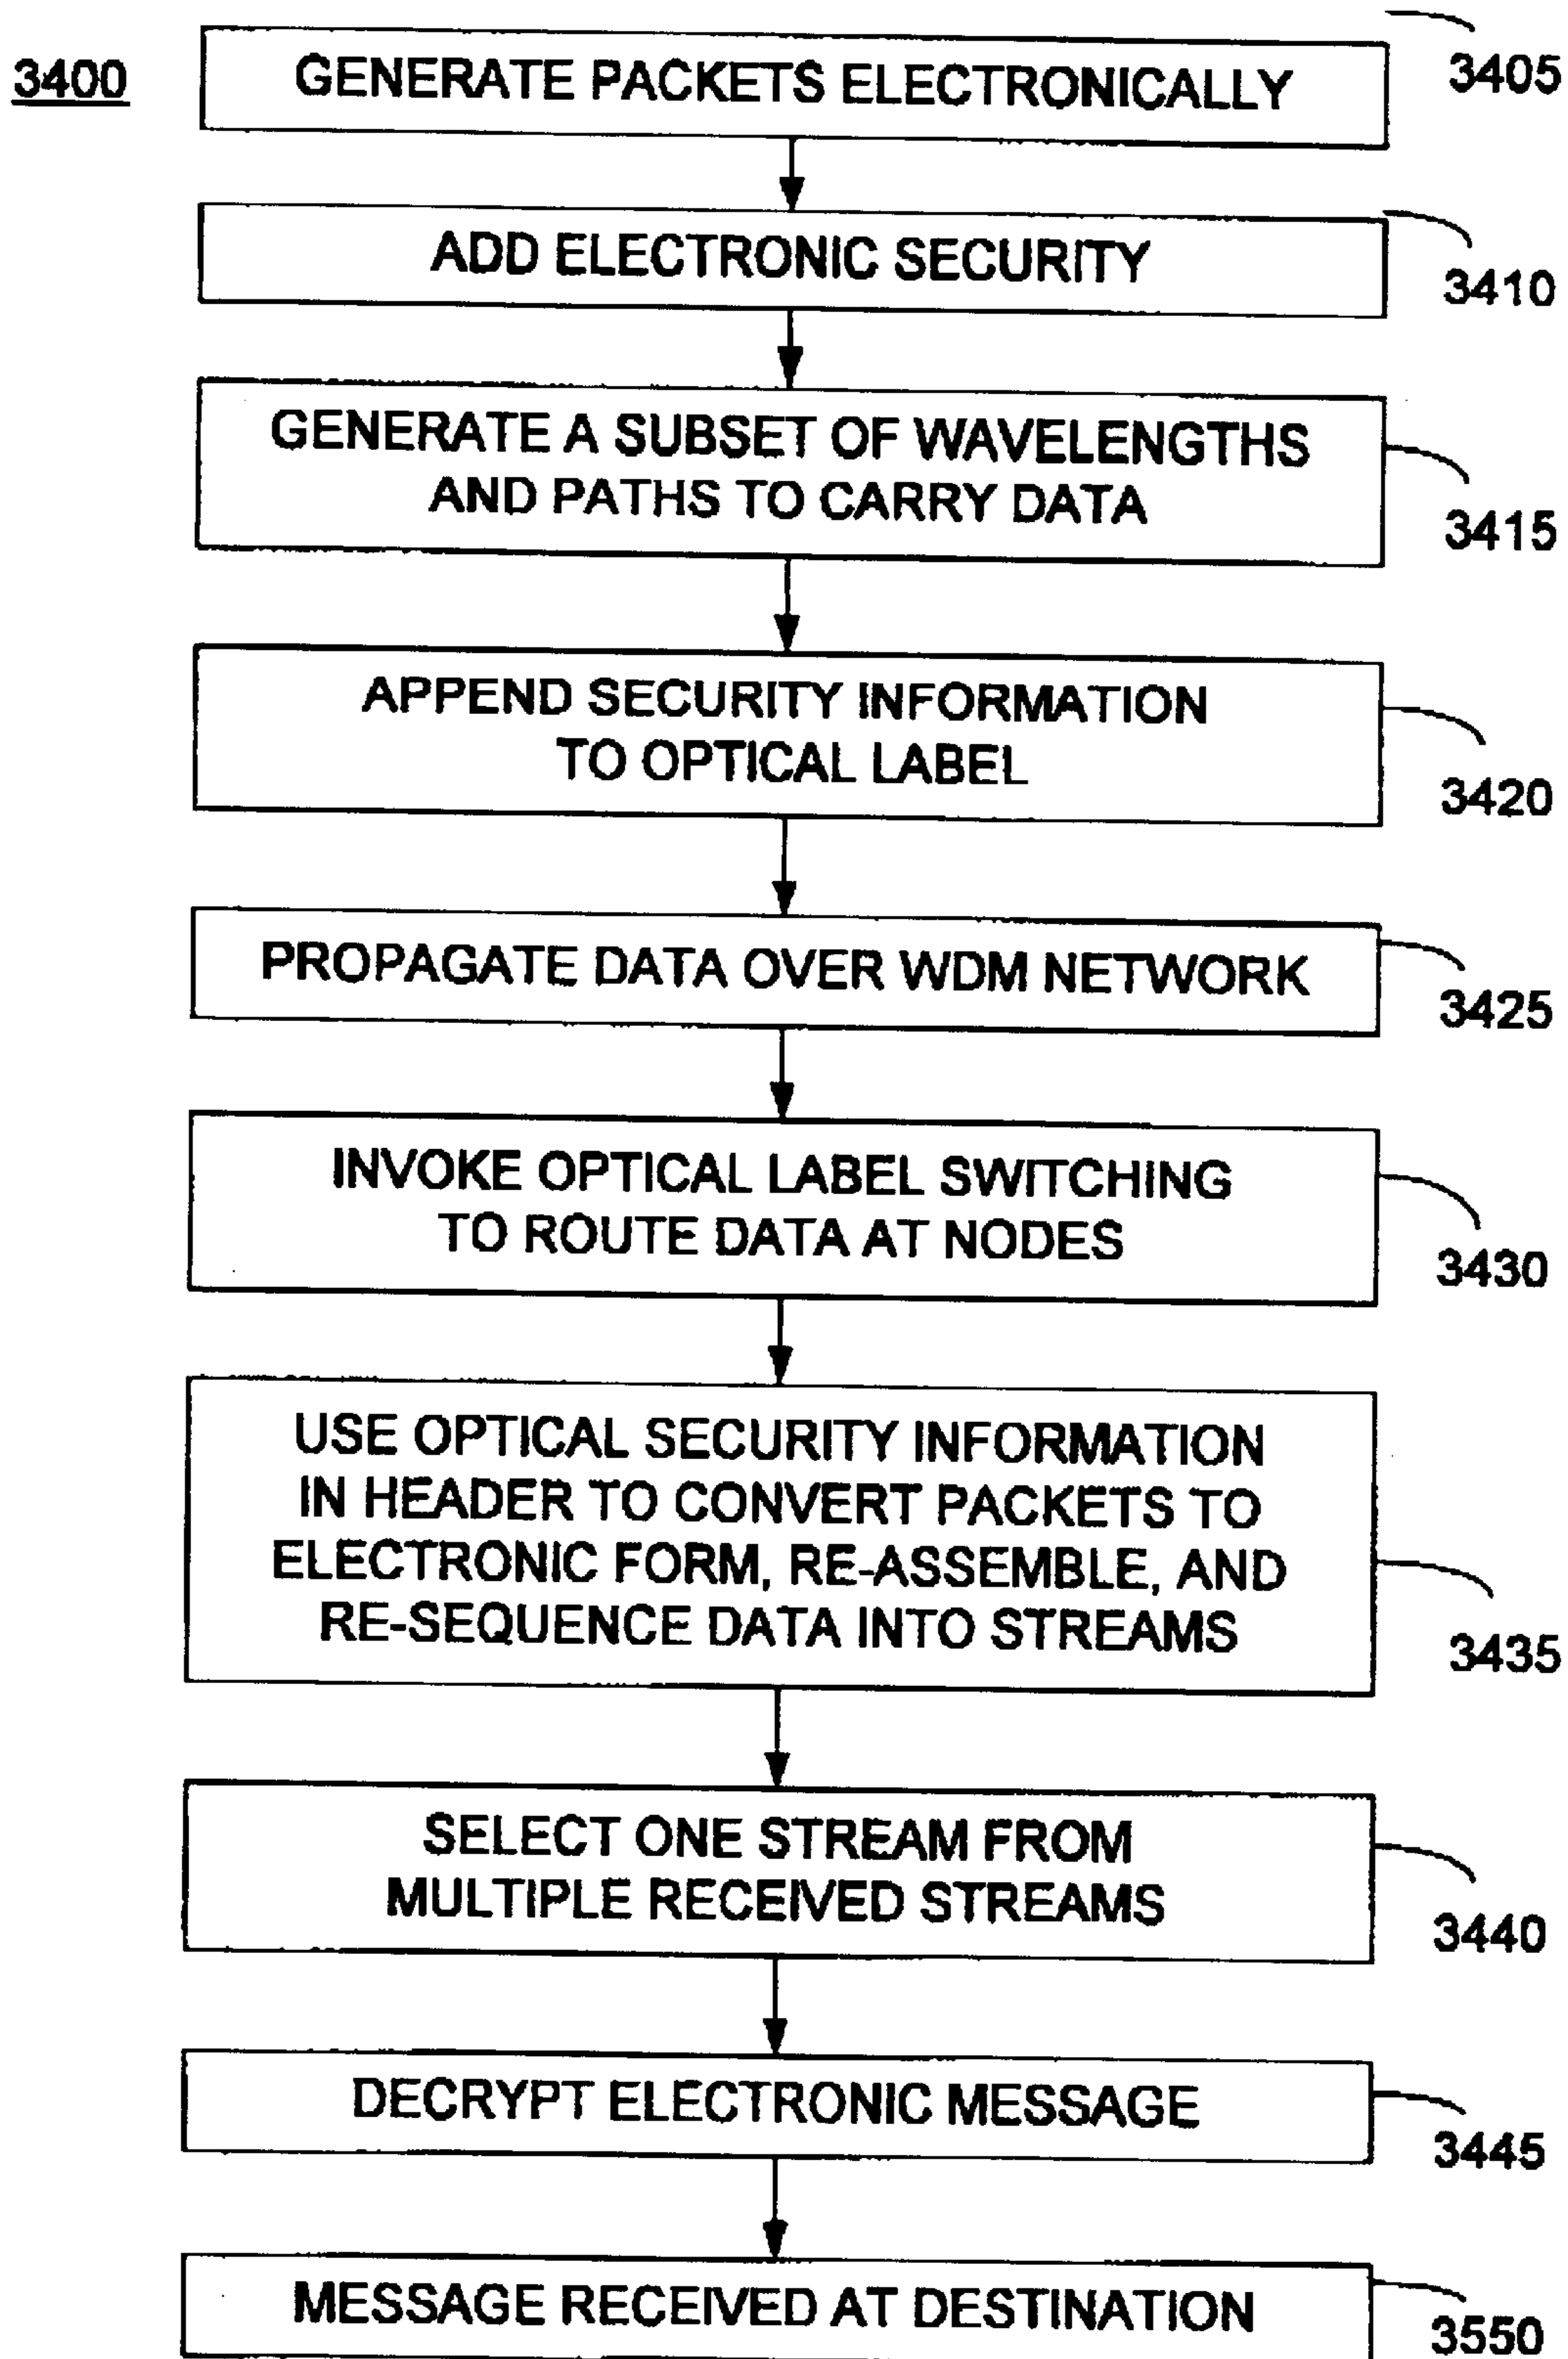 3400
GENERATE PACKETS ELECTRONICALLY
3405
ADD ELECTRONIC SECURITY
3410
GENERATE A SUBSET OF WAVELENGTHS
AND PATHS TO CARRY DATA
3415
APPEND SECURITY INFORMATION
TO OPTICAL LABEL
3420
PROPAGATE DATA OVER WDM NETWORK
3425
INVOKE OPTICAL LABEL SWITCHING
TO ROUTE DATA AT NODES
3430
USE OPTICAL SECURITY INFORMATION
IN HEADER TO CONVERT PACKETS TO
ELECTRONIC FORM, RE-ASSEMBLE, AND
RE-SEQUENCE DATA INTO STREAMS
3435
SELECT ONE STREAM FROM
MULTIPLE RECEIVED STREAMS
3440
DECRYPT ELECTRONIC MESSAGE
3445
MESSAGE RECEIVED AT DESTINATION
3550